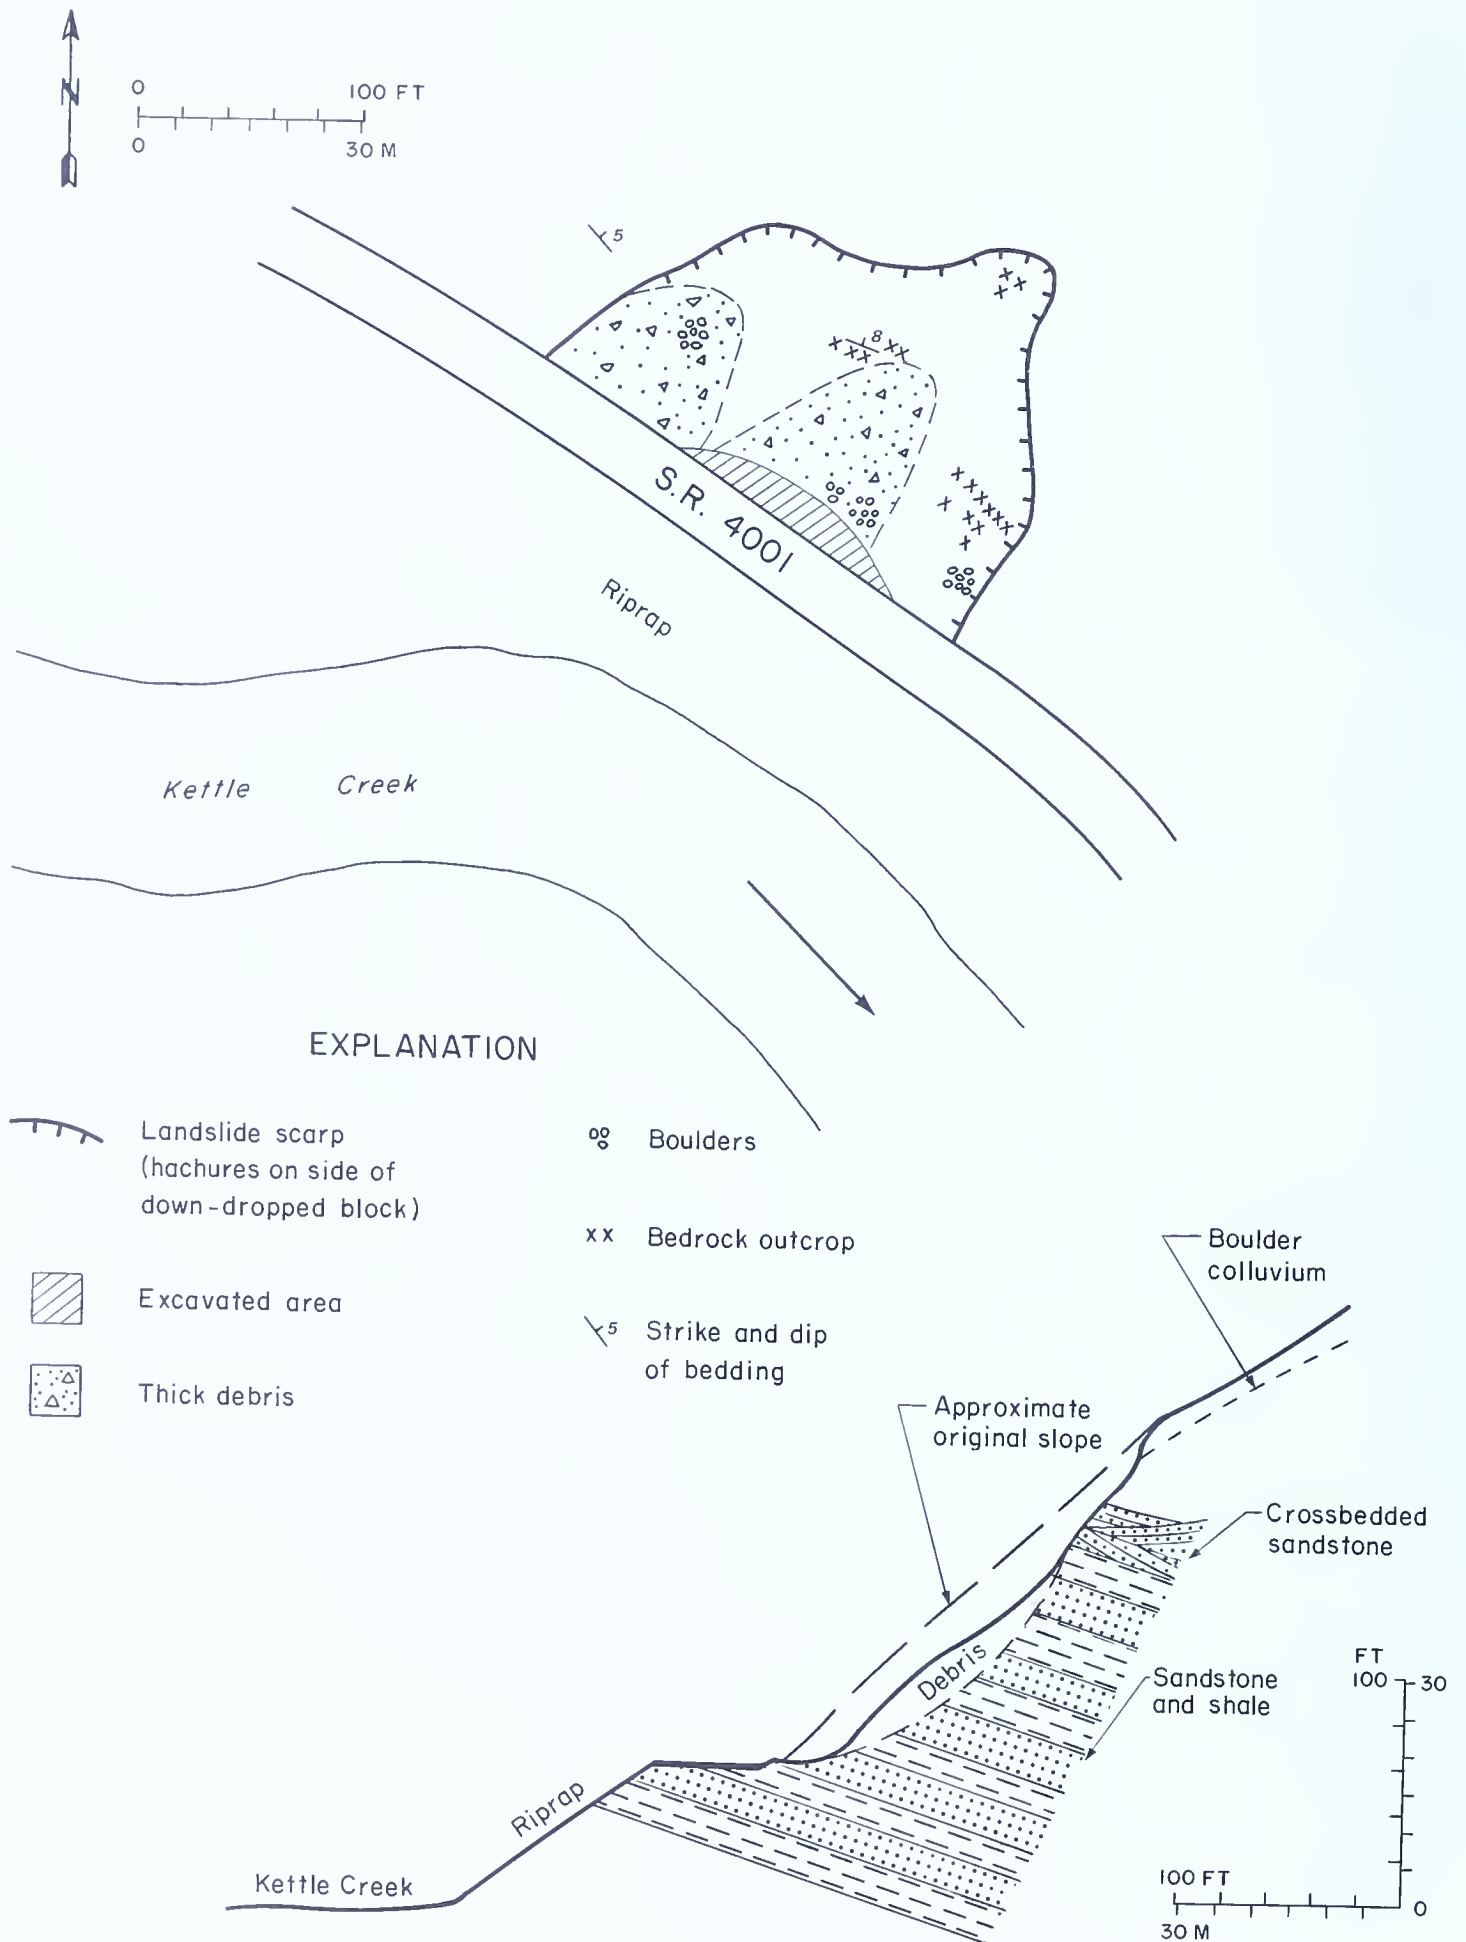 N
0 100 FT
0 30 M
5
8
S.R. 4001
Riprap
Kettle Creek
EXPLANATION
Landslide scarp
(hachures on side of
down-dropped block)
Excavated area
Thick debris
Boulders
Bedrock outcrop
5
Strike and dip
of bedding
Boulder
colluvium
Approximate
original slope
Crossbedded
sandstone
Debris
Sandstone
and shale
Riprap
Kettle Creek
FT
100 30
0
100 FT
30 M